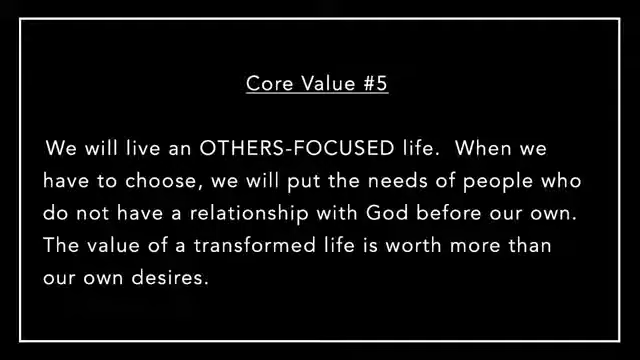 Core Value #5
We will live an OTHERS-FOCUSED life. When we
have to choose, we will put the needs of people who
do not have a relationship with God before our own.
The value of a transformed life is worth more than
our own desires.